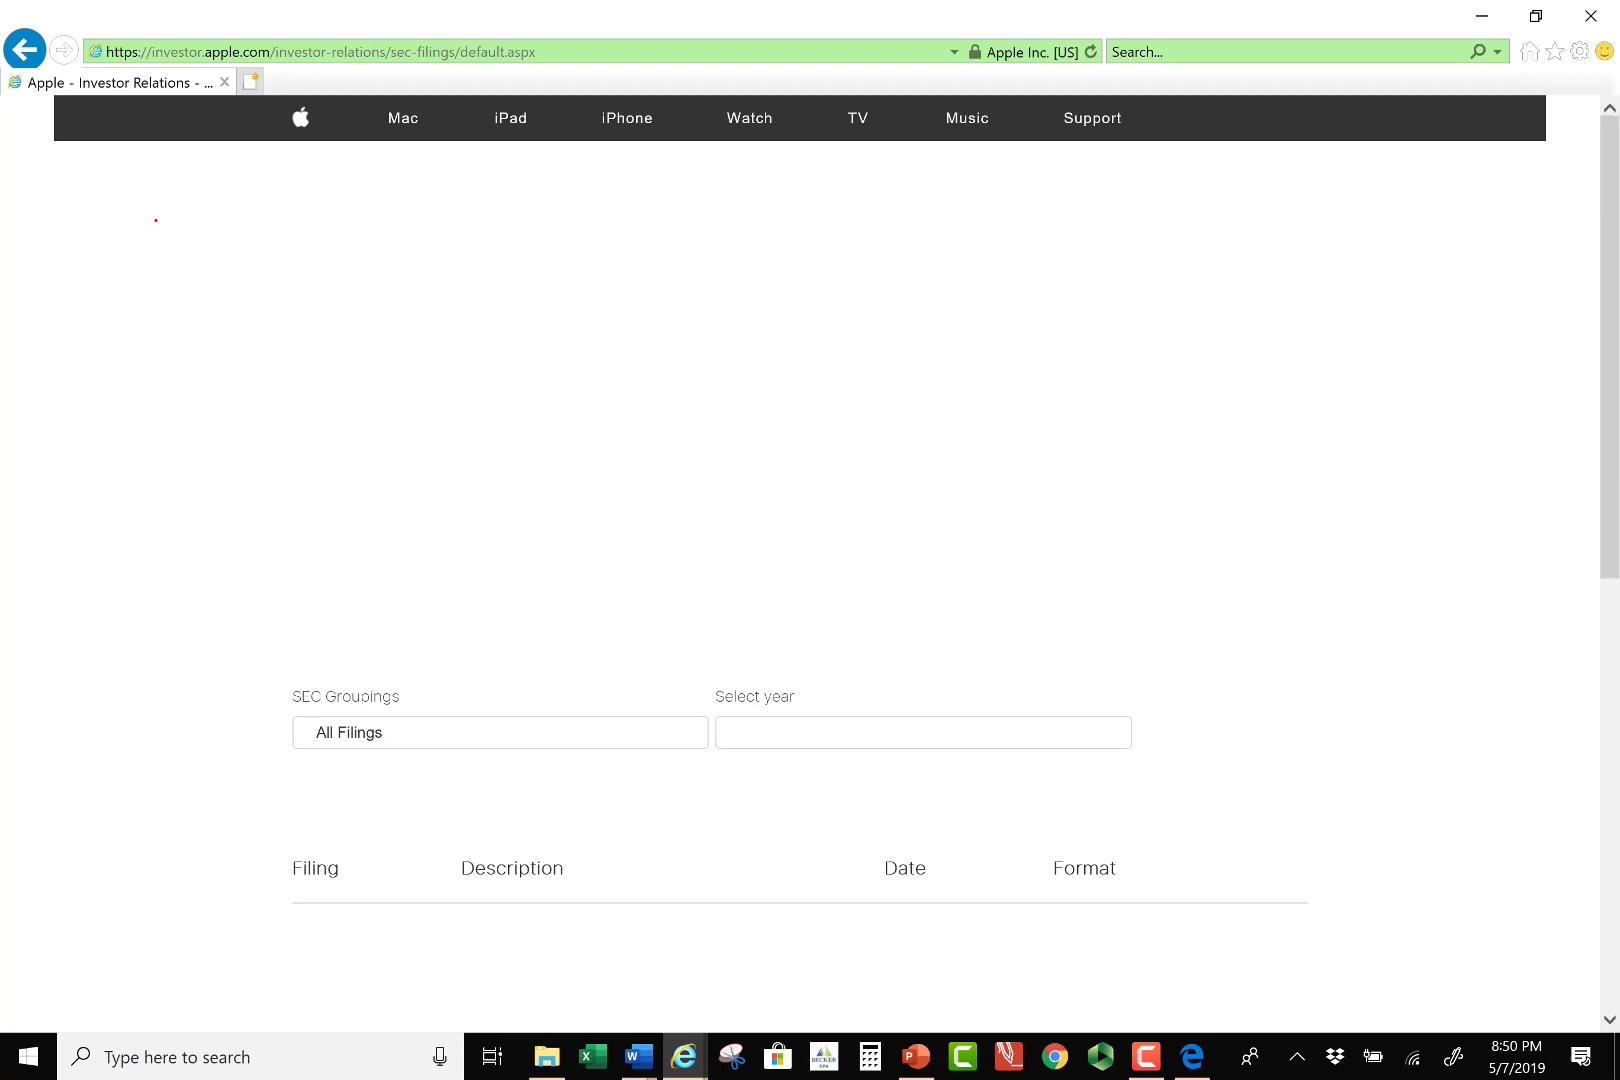 https://investor.apple.com/investor-relations/sec-filings/default.aspx
Apple Inc. [US]
Search...
Apple - Investor Relations - ...
Mac iPad iPhone Watch TV Music Support
SEC Groupings Select year
All Filings
Filing Description Date Format
Type here to search
BECKER
CPA
8:50 PM
5/7/2019